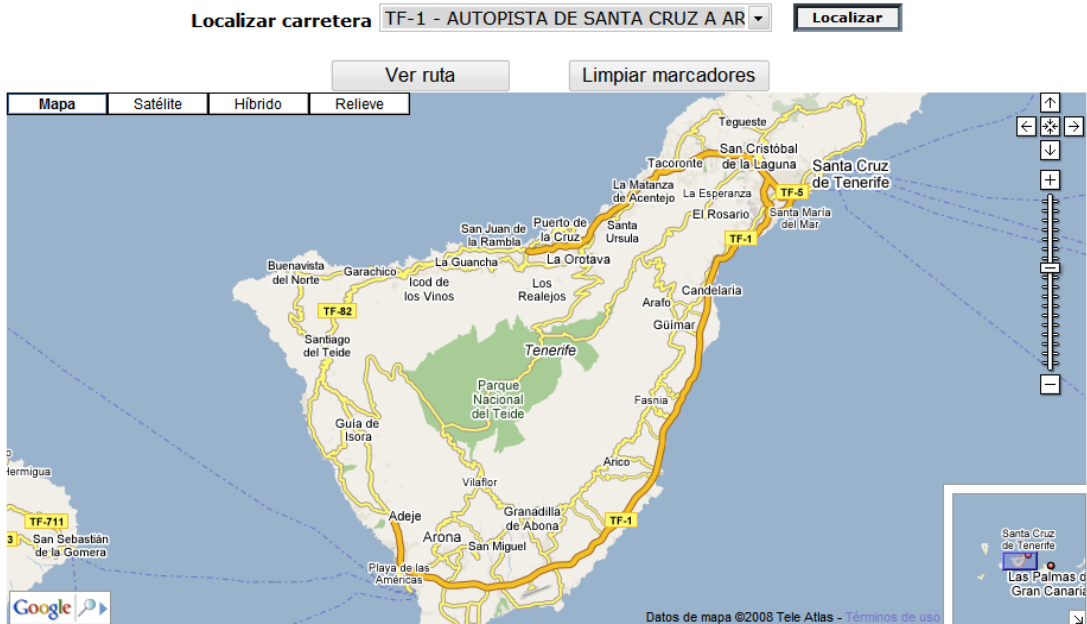 Localizar carretera TF-1 - AUTOPISTA DE SANTA CRUZ A AR Localizar
Ver ruta Limpiar marcadores
Mapa Satélite Híbrido Relieve
Tegueste
San Cristóbal
de la Laguna
Tacoronte
Santa Cruz
de Tenerife
La Matanza
de Acentejo
La Esperanza
TF-5
El Rosario
Santa María
del Mar
Puerto de
la Cruz
Santa
Ursula
San Juan de
la Rambla
TF-1
La Orotava
La Guancha
Buenavista
del Norte
Garachico
Icod de
los Vinos
Los
Realejos
Candelaria
Arafo
TF-82
Güimar
Santiago
del Teide
Tenerife
Parque
Nacional
del Teide
Fasnia
Guía de
Isora
Arico
Hermigua
Vilaflor
Granadilla
de Abona
TF-1
Adeje
Arona
San Miguel
TF-711
3
San Sebastián
de la Gomera
Playa de las
Américas
Santa Cruz
de Tenerife
Las Palmas d
Gran Canaria
Google
Datos de mapa ©2008 Tele Atlas - Términos de uso